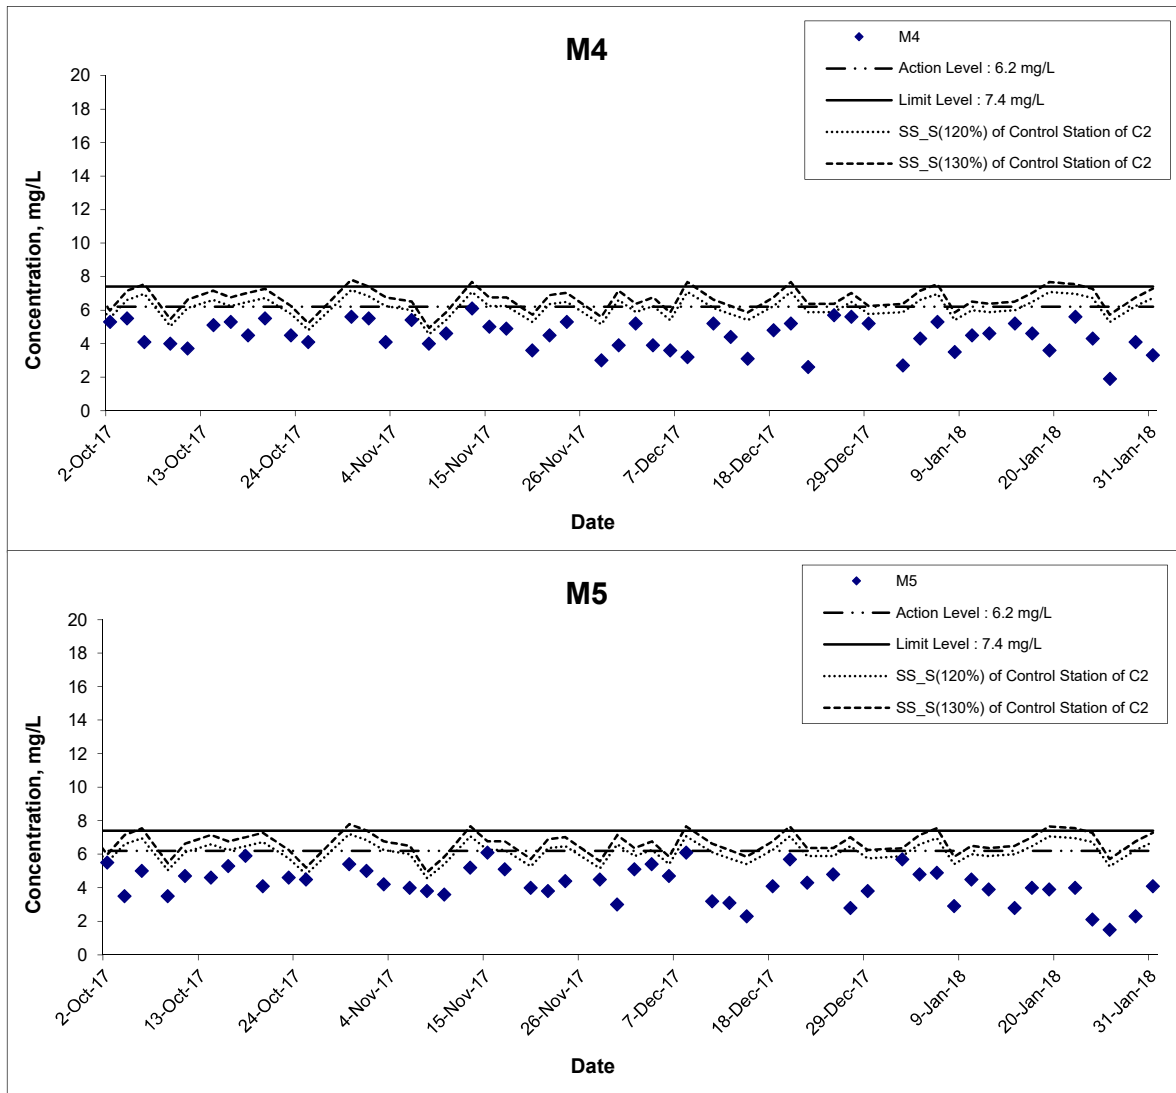 M4
M4
Action Level : 6.2 mg/L
Limit Level : 7.4 mg/L
SS_S(120%) of Control Station of C2
SS_S(130%) of Control Station of C2
Concentration, mg/L
20
18
16
14
12
10
8
6
4
2
0
2-Oct-17
13-Oct-17
24-Oct-17
4-Nov-17
15-Nov-17
26-Nov-17
7-Dec-17
18-Dec-17
29-Dec-17
9-Jan-18
20-Jan-18
31-Jan-18
Date
M5
M5
Action Level : 6.2 mg/L
Limit Level : 7.4 mg/L
SS_S(120%) of Control Station of C2
SS_S(130%) of Control Station of C2
Concentration, mg/L
20
18
16
14
12
10
8
6
4
2
0
2-Oct-17
13-Oct-17
24-Oct-17
4-Nov-17
15-Nov-17
26-Nov-17
7-Dec-17
18-Dec-17
29-Dec-17
9-Jan-18
20-Jan-18
31-Jan-18
Date